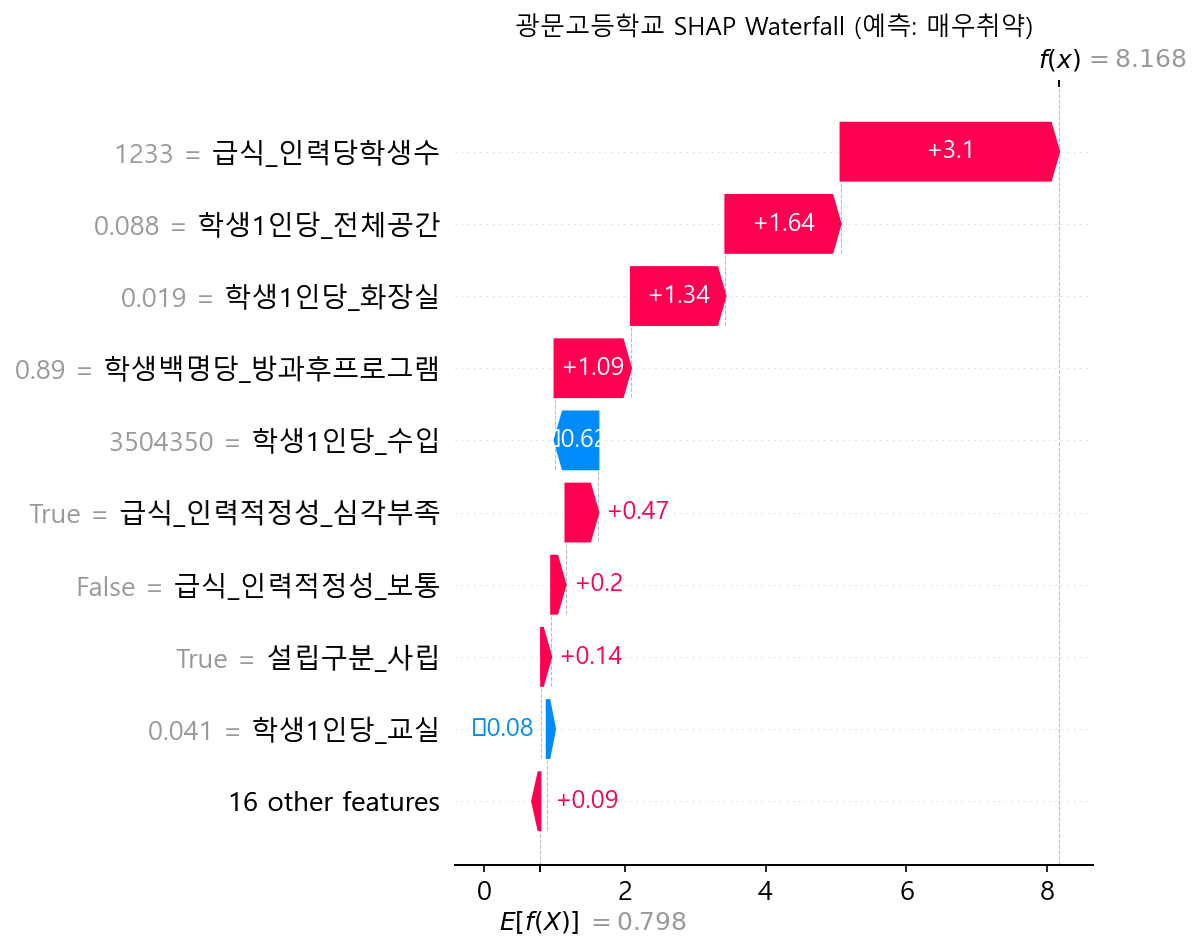 광문고등학교 SHAP Waterfall (예측: 매우취약)
f(x) = 8.168
1233 = 급식_인력당학생수 +3.1
0.088 = 학생1인당_전체공간 +1.64
0.019 = 학생1인당_화장실 +1.34
0.89 = 학생백명당_방과후프로그램 +1.09
3504350 = 학생1인당_수입 □0.62
True = 급식_인력적정성_심각부족 +0.47
False = 급식_인력적정성_보통 +0.2
True = 설립구분_사립 +0.14
0.041 = 학생1인당_교실 □0.08
16 other features +0.09
0 2 4 6 8
E[f(X)] = 0.798